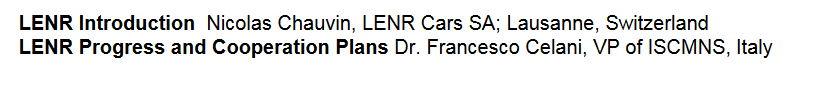 LENR Introduction  Nicolas Chauvin, LENR Cars SA; Lausanne, Switzerland
LENR Progress and Cooperation Plans Dr. Francesco Celani, VP of ISCMNS, Italy